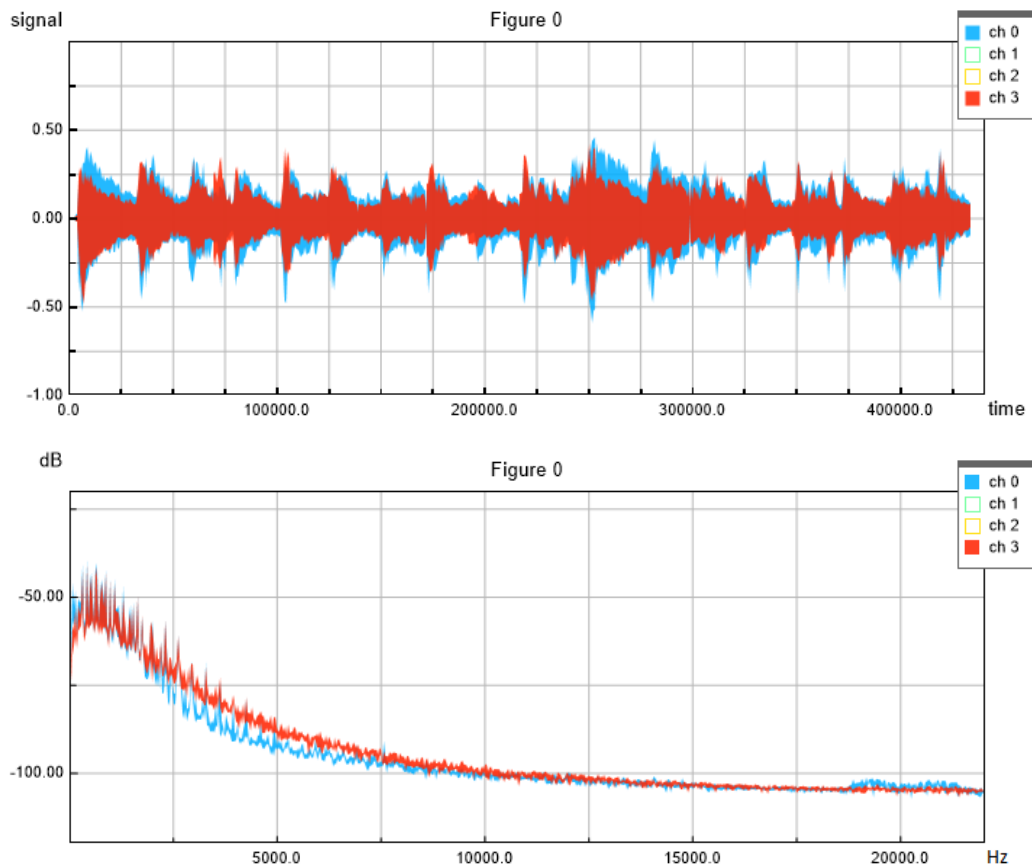 signal
Figure 0
ch 0
ch 1
ch 2
ch 3
0.50
0.00
-0.50
-1.00
0.0 100000.0 200000.0 300000.0 400000.0 time
dB
Figure 0
ch 0
ch 1
ch 2
ch 3
-50.00
-100.00
5000.0 10000.0 15000.0 20000.0 Hz